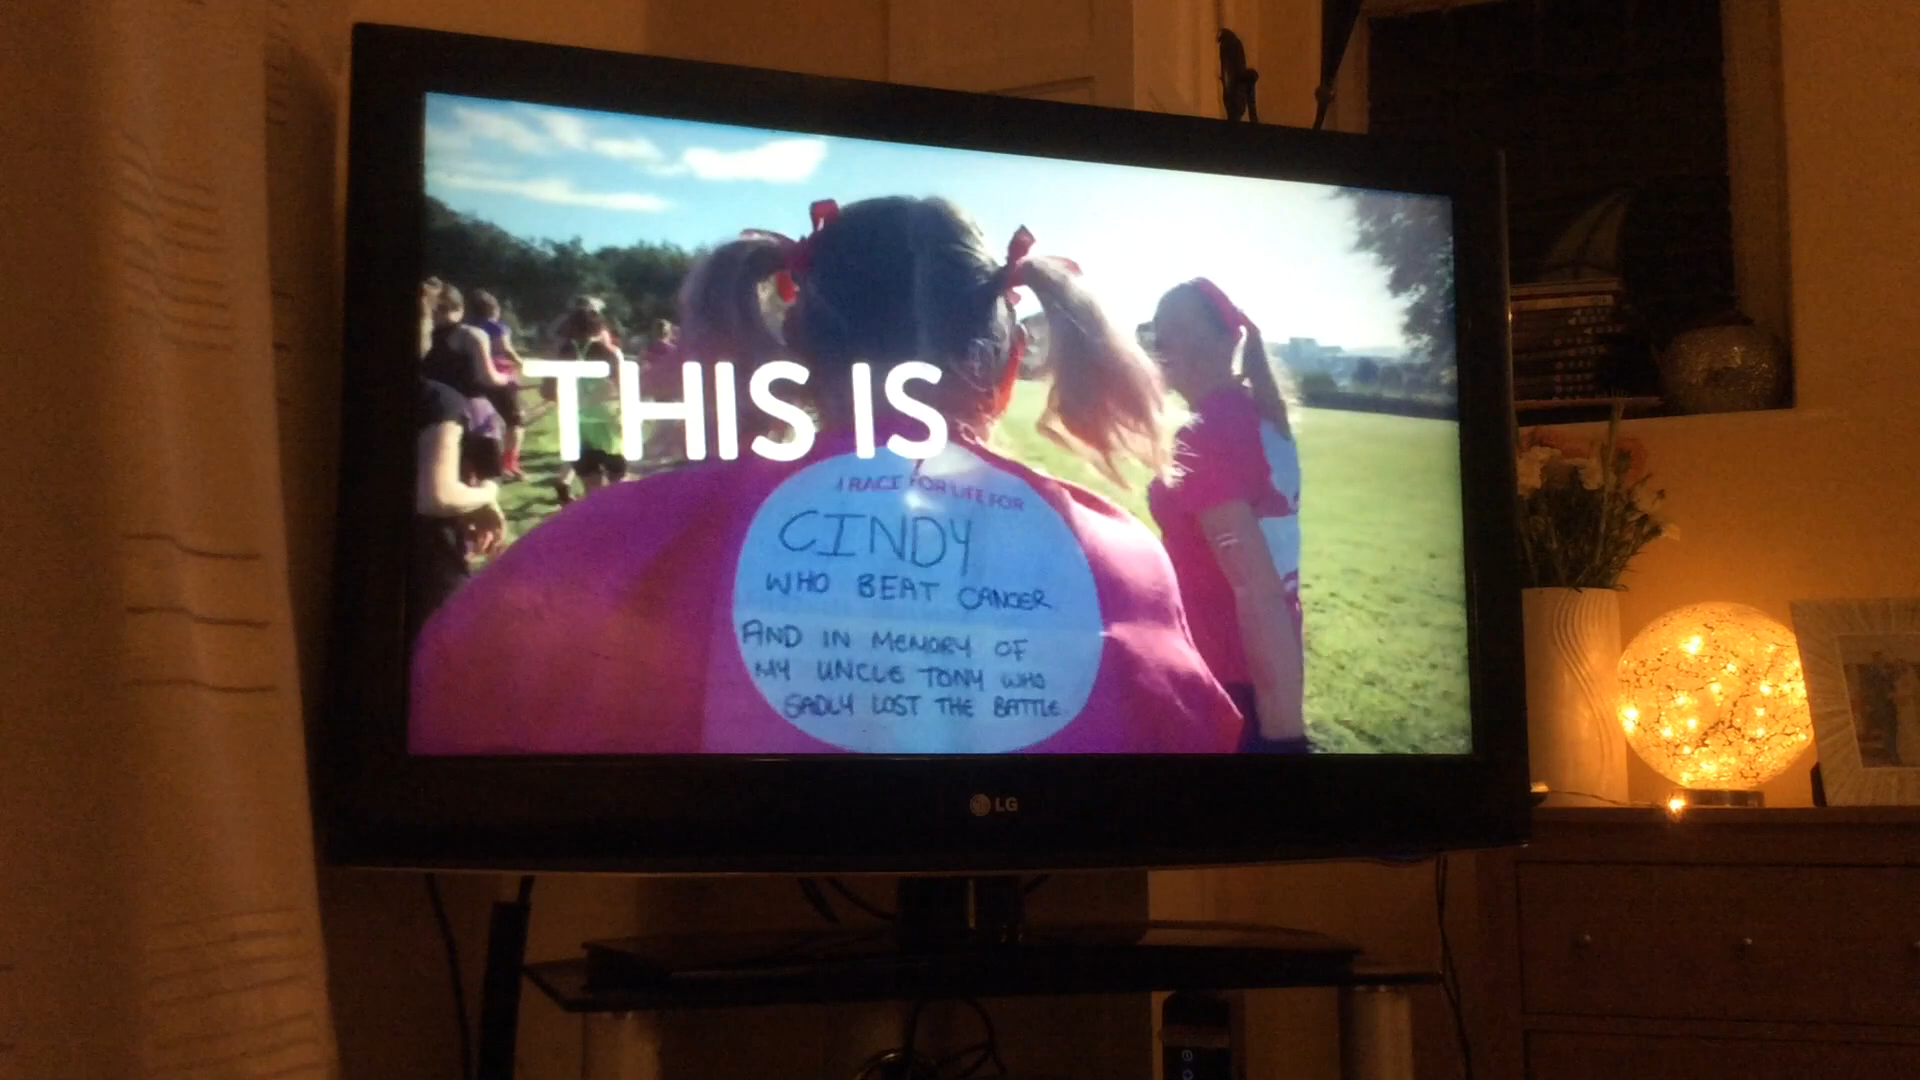 THIS IS
I RACE FOR LIFE FOR
CINDY
WHO BEAT CANCER
AND IN MEMORY OF
MY UNCLE TONY WHO
SADLY LOST THE BATTLE
LG